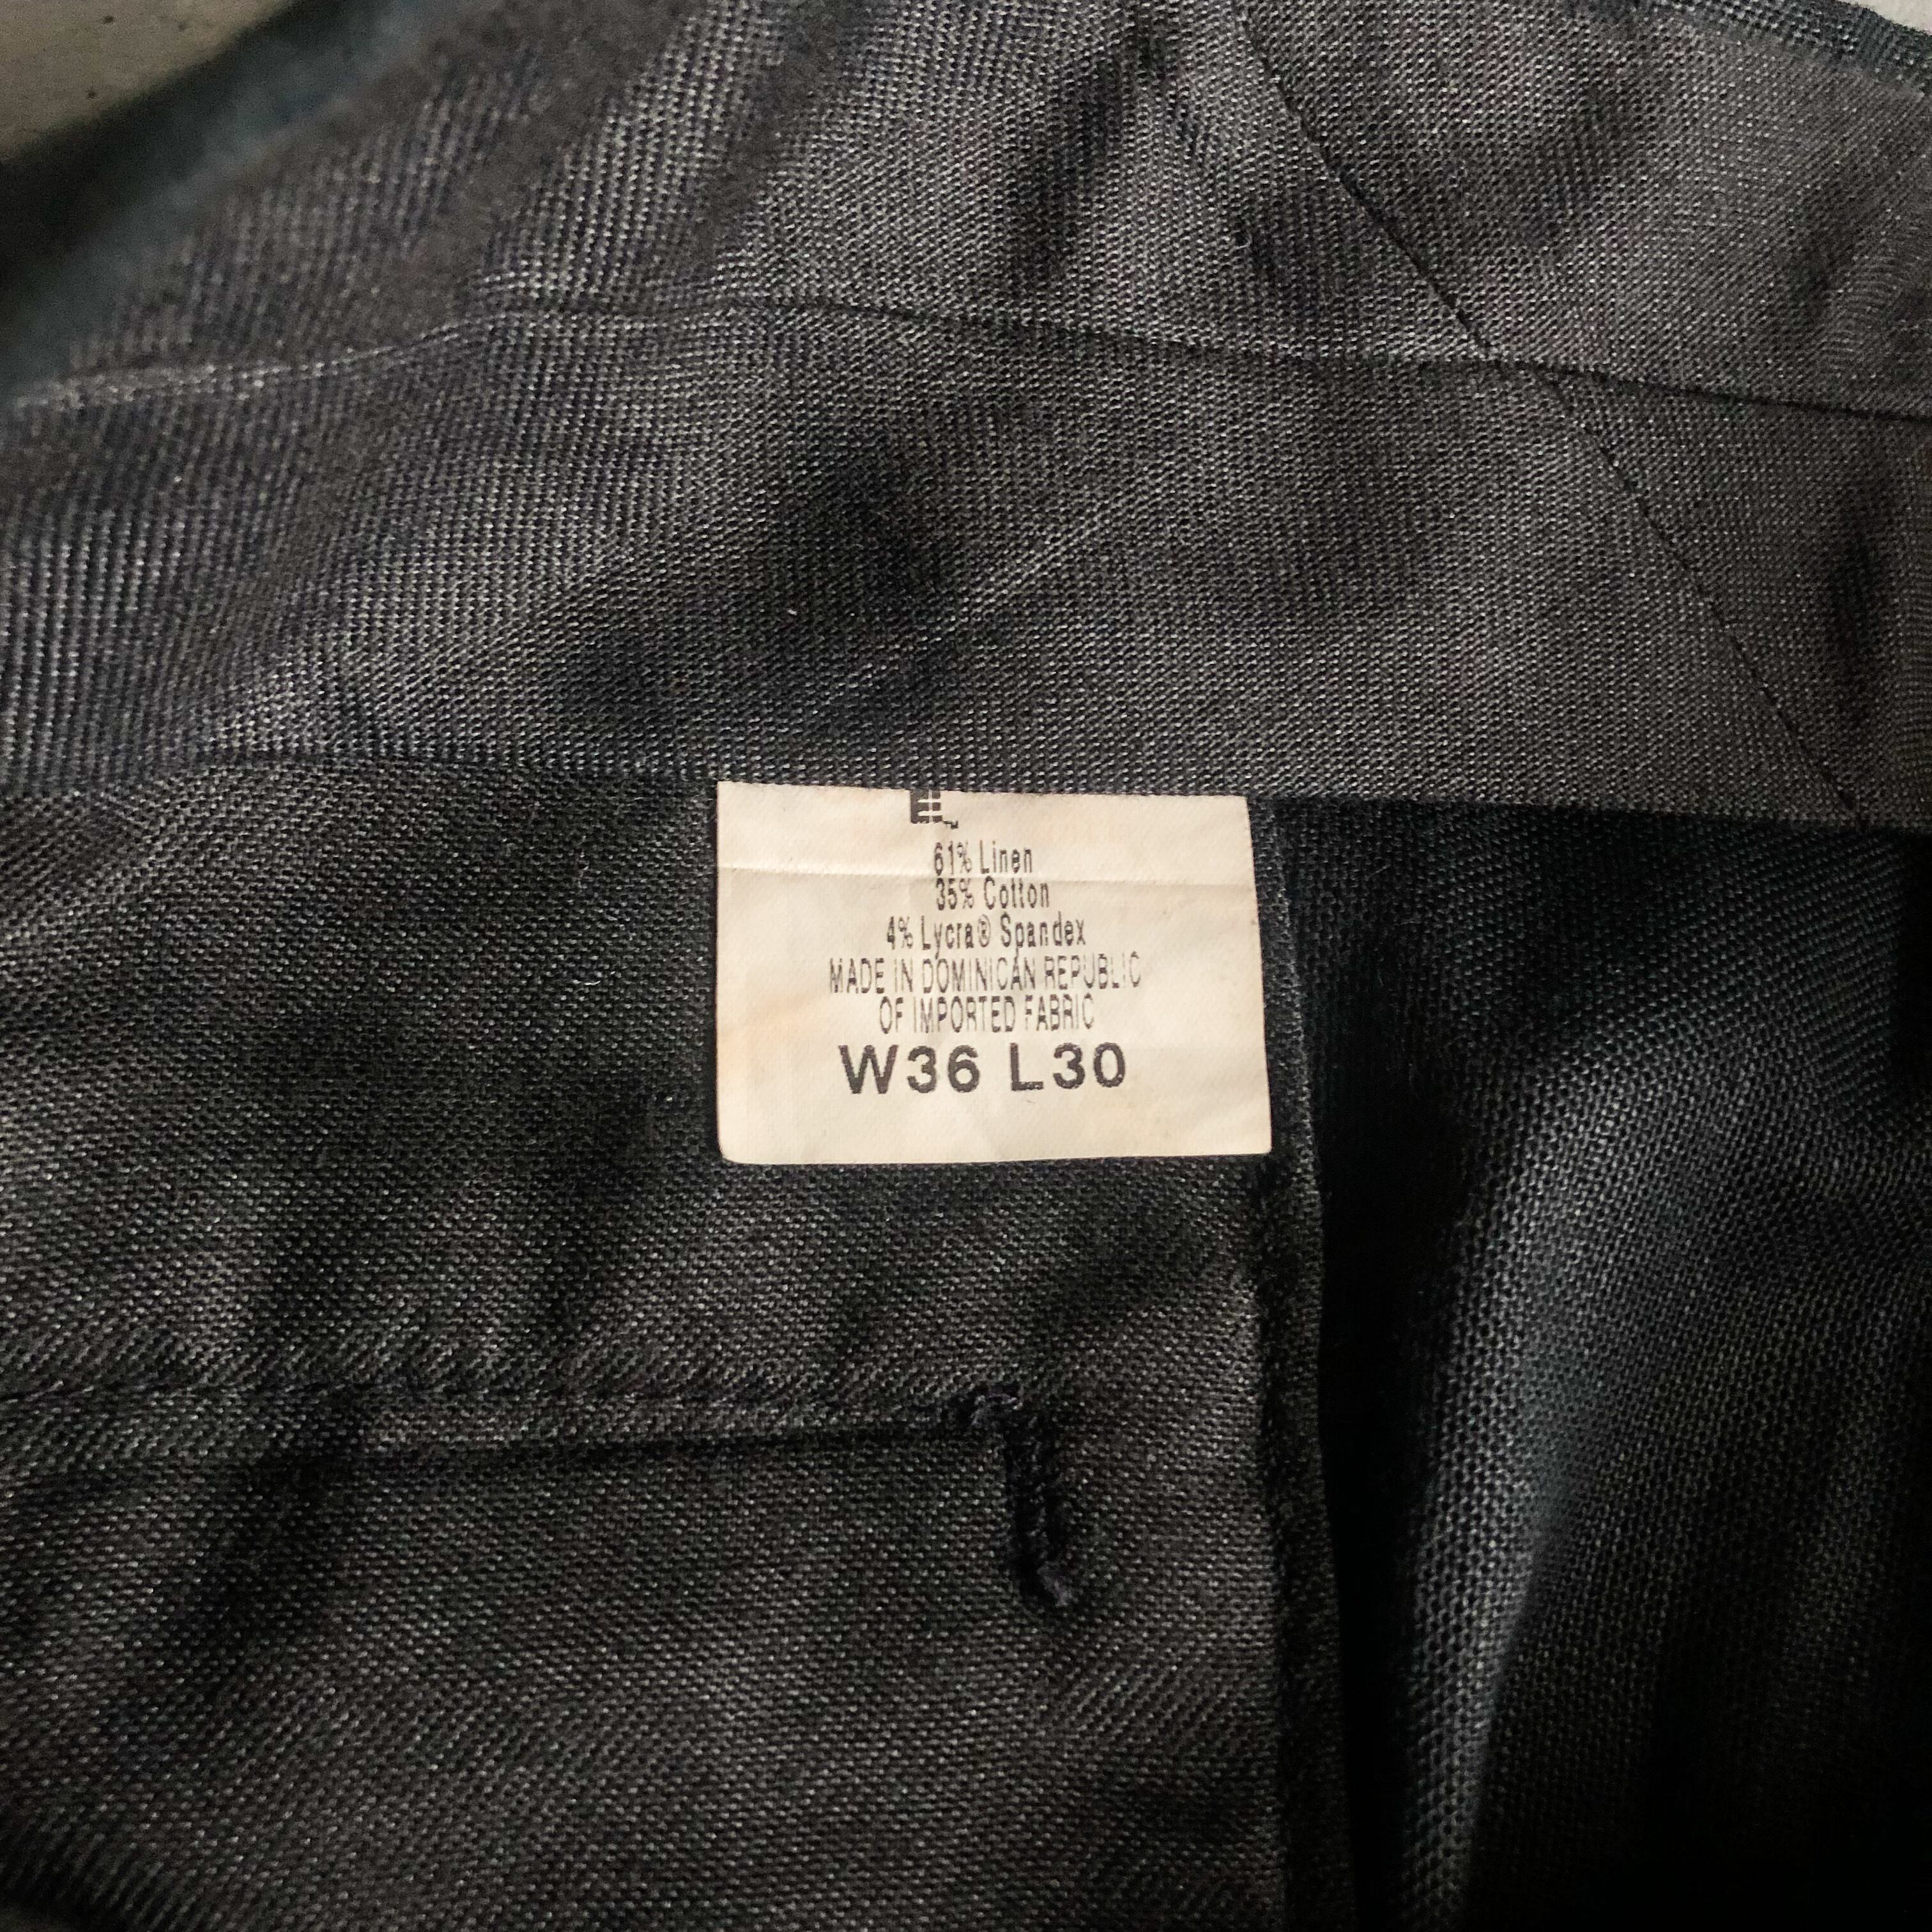 61% Linen
35% Cotton
4% Lycra® Spandex
MADE IN DOMINICAN REPUBLIC
OF IMPORTED FABRIC
W36 L30